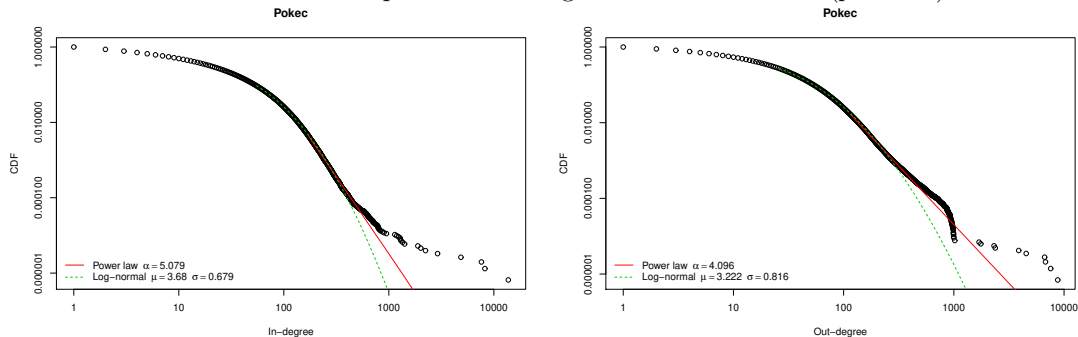 Pokec
CDF
1.000000
0.010000
0.000100
0.000001
Power law α = 5.079
Log−normal μ = 3.68 σ = 0.679
1 10 100 1000 10000
In−degree
Pokec
CDF
1.000000
0.010000
0.000100
0.000001
Power law α = 4.096
Log−normal μ = 3.222 σ = 0.816
1 10 100 1000 10000
Out−degree